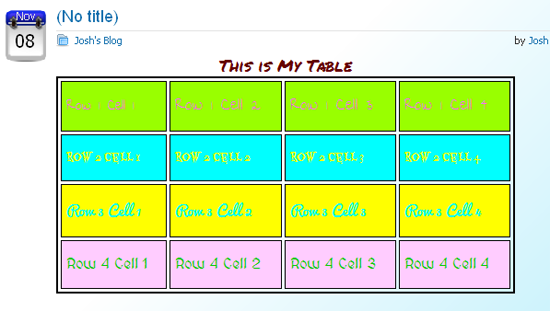 Nov
08
(No title)
Josh's Blog
by Josh
This is My Table
Row 1 Cell 1 Row 1 Cell 2 Row 1 Cell 3 Row 1 Cell 4
ROW 2 CELL 1 ROW 2 CELL 2 ROW 2 CELL 3 ROW 2 CELL 4
Row 3 Cell 1 Row 3 Cell 2 Row 3 Cell 3 Row 3 Cell 4
Row 4 Cell 1 Row 4 Cell 2 Row 4 Cell 3 Row 4 Cell 4